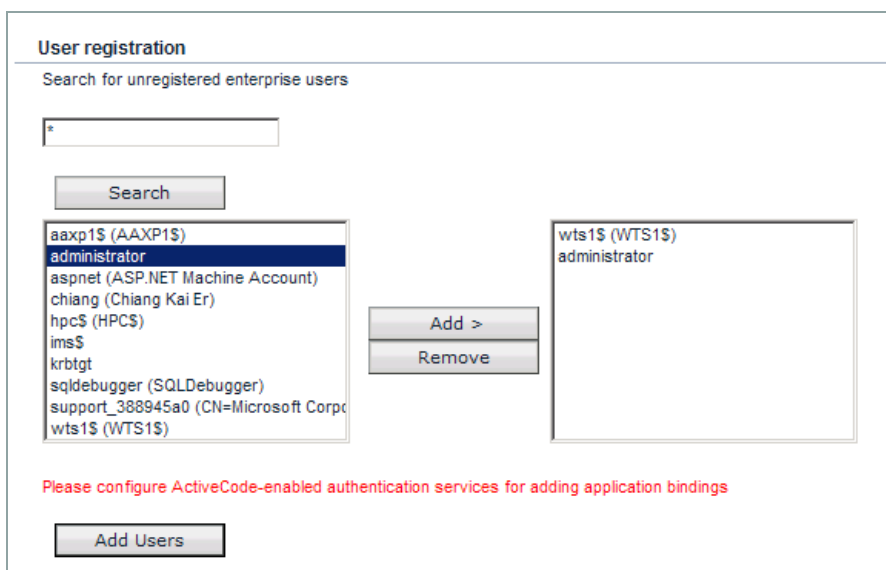 User registration
Search for unregistered enterprise users
*
Search
aaxp1$ (AAXP1$)
administrator
aspnet (ASP.NET Machine Account)
chiang (Chiang Kai Er)
hpc$ (HPC$)
ims$
krbtgt
sqldebugger (SQLDebugger)
support_388945a0 (CN=Microsoft Corpo
wts1$ (WTS1$)
Add >
Remove
wts1$ (WTS1$)
administrator
Please configure ActiveCode-enabled authentication services for adding application bindings
Add Users